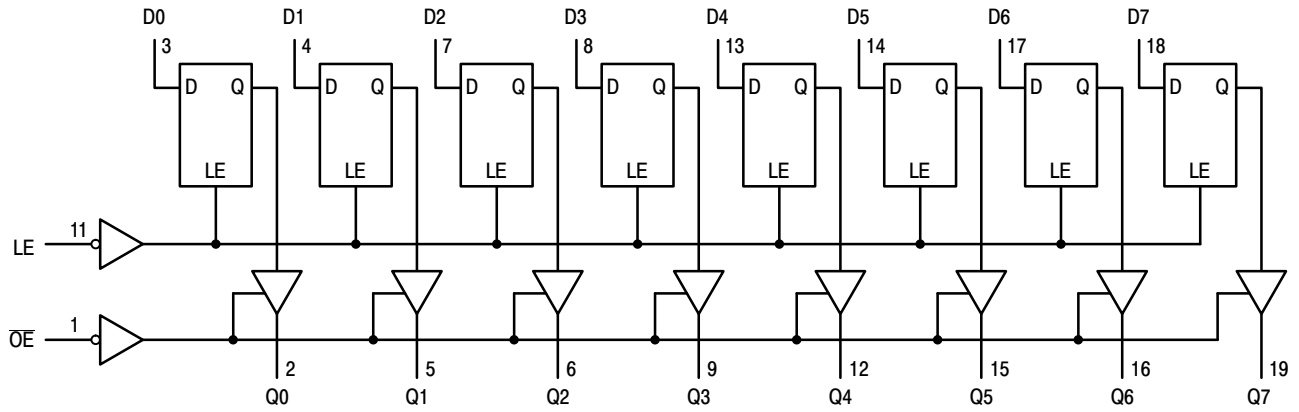 D0 D1 D2 D3 D4 D5 D6 D7
3 4 7 8 13 14 17 18
D Q D Q D Q D Q D Q D Q D Q D Q
LE LE LE LE LE LE LE LE
LE 11
O̅E̅ 1
2 5 6 9 12 15 16 19
Q0 Q1 Q2 Q3 Q4 Q5 Q6 Q7